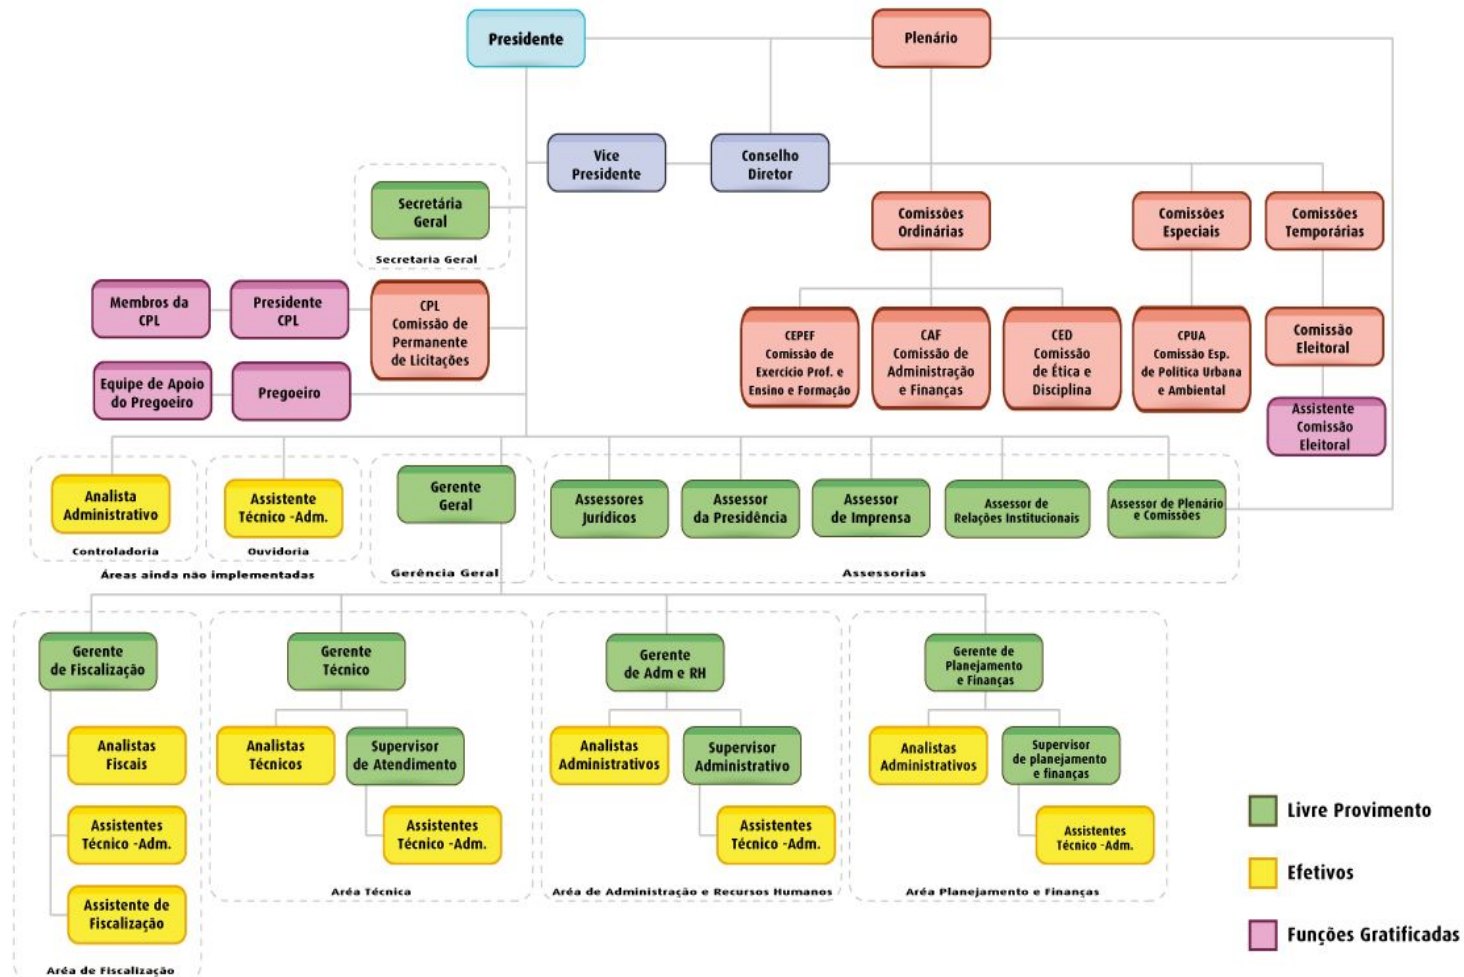 Presidente
Plenário
Vice
Presidente
Conselho
Diretor
Secretária
Geral
Secretaria Geral
Comissões
Ordinárias
Comissões
Especiais
Comissões
Temporárias
Membros da
CPL
Presidente
CPL
CPL
Comissão de
Permanente
de Licitações
Equipe de Apoio
do Pregoeiro
Pregoeiro
CEPEF
Comissão de
Exercício Prof. e
Ensino e Formação
CAF
Comissão de
Administração
e Finanças
CED
Comissão
de Ética e
Disciplina
CPUA
Comissão Esp.
de Política Urbana
e Ambiental
Comissão
Eleitoral
Assistente
Comissão
Eleitoral
Analista
Administrativo
Controladoria
Assistente
Técnico -Adm.
Ouvidoria
Áreas ainda não implementadas
Gerente
Geral
Gerência Geral
Assessores
Jurídicos
Assessor
da Presidência
Assessor
de Imprensa
Assessor de
Relações Institucionais
Assessor de Plenário
e Comissões
Assessorias
Gerente
de Fiscalização
Analistas
Fiscais
Assistentes
Técnico -Adm.
Assistente de
Fiscalização
Aréa de Fiscalização
Gerente
Técnico
Analistas
Técnicos
Supervisor
de Atendimento
Assistentes
Técnico -Adm.
Aréa Técnica
Gerente
de Adm e RH
Analistas
Administrativos
Supervisor
Administrativo
Assistentes
Técnico -Adm.
Aréa de Administração e Recursos Humanos
Gerente de
Planejamento
e Finanças
Analistas
Administrativos
Supervisor
de planejamento
e finanças
Assistentes
Técnico -Adm.
Aréa Planejamento e Finanças
Livre Provimento
Efetivos
Funções Gratificadas